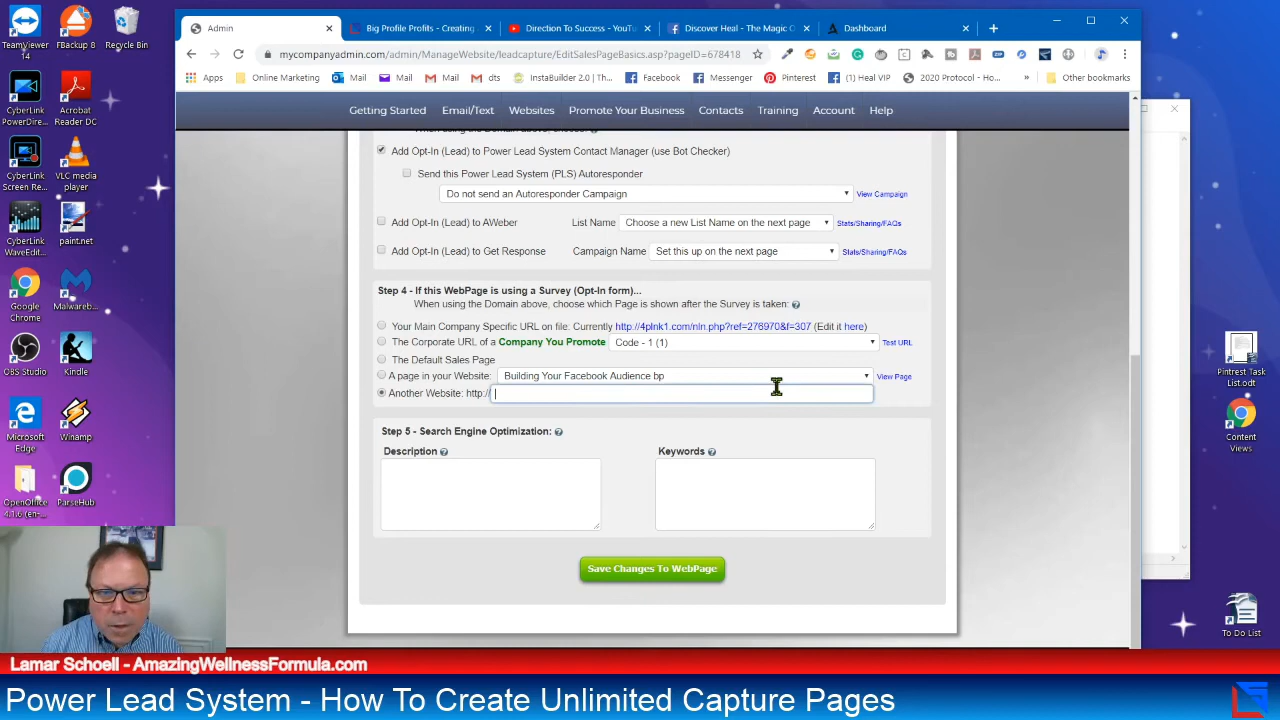 TeamViewer 14
FBackup 8
Recycle Bin
CyberLink PowerDire...
Acrobat Reader DC
CyberLink Screen Re...
VLC media player
CyberLink WaveEdit...
paint.net
Google Chrome
Malwareb...
OBS Studio
Kindle
Microsoft Edge
Winamp
OpenOffice 4.1.6 (en-...
ParseHub
Admin
Big Profile Profits - Creating
Direction To Success - YouTu
Discover Heal - The Magic O
Dashboard
mycompanyadmin.com/admin/ManageWebsite/leadcapture/EditSalesPageBasics.asp?pageID=678418
Apps
Online Marketing
Mail
Mail
Mail
dts
InstaBuilder 2.0 | Th...
Facebook
Messenger
Pinterest
(1) Heal VIP
2020 Protocol - Ho...
»
Other bookmarks
Getting Started
Email/Text
Websites
Promote Your Business
Contacts
Training
Account
Help
When using the Domain above, choose:
Add Opt-In (Lead) to Power Lead System Contact Manager (use Bot Checker)
Send this Power Lead System (PLS) Autoresponder
Do not send an Autoresponder Campaign
View Campaign
Add Opt-In (Lead) to AWeber
List Name
Choose a new List Name on the next page
Stats/Sharing/FAQs
Add Opt-In (Lead) to Get Response
Campaign Name
Set this up on the next page
Stats/Sharing/FAQs
Step 4 - If this WebPage is using a Survey (Opt-In form)...
When using the Domain above, choose which Page is shown after the Survey is taken:
Your Main Company Specific URL on file: Currently http://4plnk1.com/nln.php?ref=276970&f=307 (Edit it here)
The Corporate URL of a Company You Promote
Code - 1 (1)
Test URL
The Default Sales Page
A page in your Website:
Building Your Facebook Audience bp
View Page
Another Website: http://
Step 5 - Search Engine Optimization:
Description
Keywords
Save Changes To WebPage
Pintrest Task List.odt
Content Views
To Do List
Lamar Schoell - AmazingWellnessFormula.com
Power Lead System - How To Create Unlimited Capture Pages